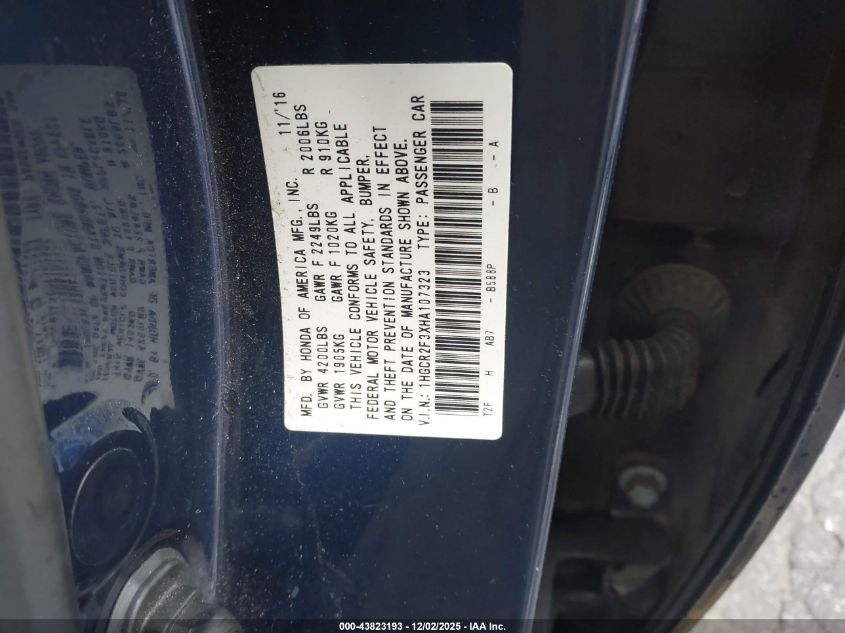 MFD. BY HONDA OF AMERICA MFG., INC. 11/'16
GVWR 4200LBS GAWR F 2249LBS R 2006LBS
GVWR 1905KG GAWR F 1020KG R 910KG
THIS VEHICLE CONFORMS TO ALL APPLICABLE
FEDERAL MOTOR VEHICLE SAFETY, BUMPER,
AND THEFT PREVENTION STANDARDS IN EFFECT
ON THE DATE OF MANUFACTURE SHOWN ABOVE.
V.I.N.: 1HGCR2F3XHA107323 TYPE: PASSENGER CAR
T2F H AB7 - B588P - B - A
000-43823193 - 12/02/2025 - IAA Inc.